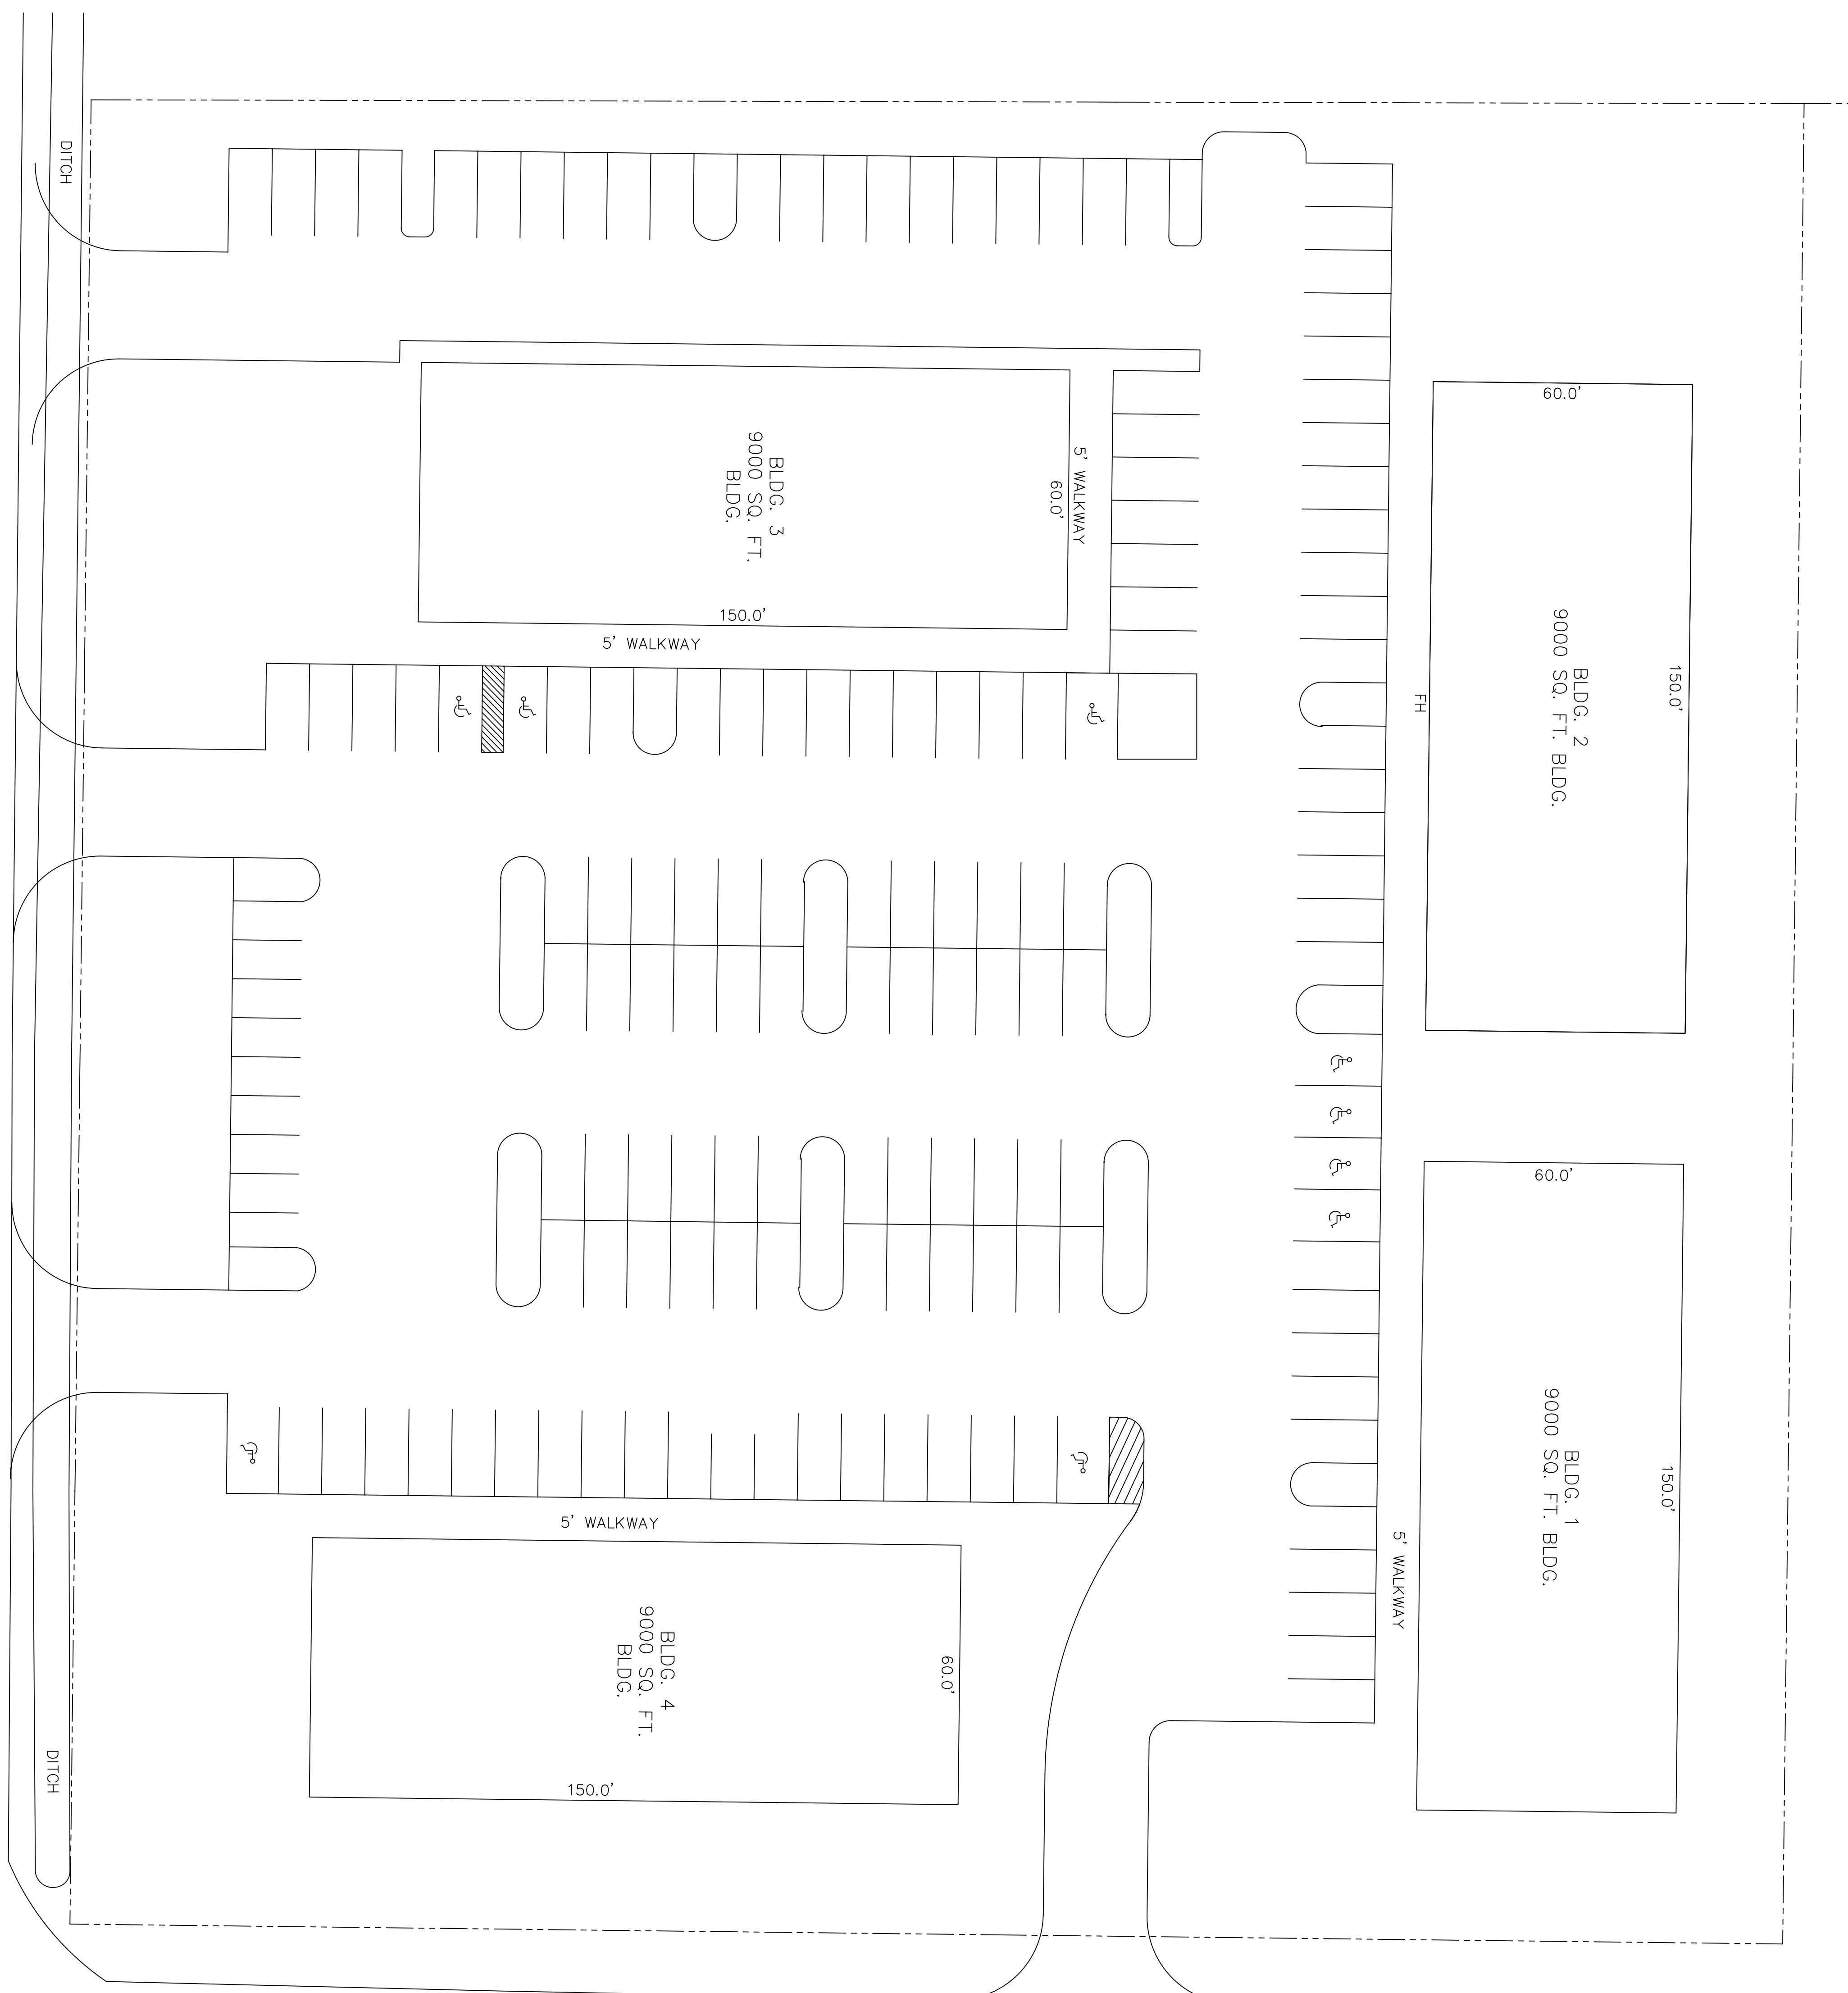 DITCH
60.0'
BLDG. 3
9000 SQ. FT.
BLDG.
60.0'
5' WALKWAY
150.0'
5' WALKWAY
FH
BLDG. 2
9000 SQ. FT. BLDG.
150.0'
60.0'
BLDG. 1
9000 SQ. FT. BLDG.
150.0'
5' WALKWAY
5' WALKWAY
BLDG. 4
9000 SQ. FT.
BLDG.
60.0'
150.0'
DITCH